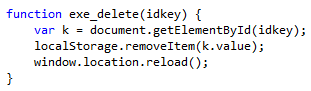 function exe_delete(idkey) {
    var k = document.getElementById(idkey);
    localStorage.removeItem(k.value);
    window.location.reload();
}